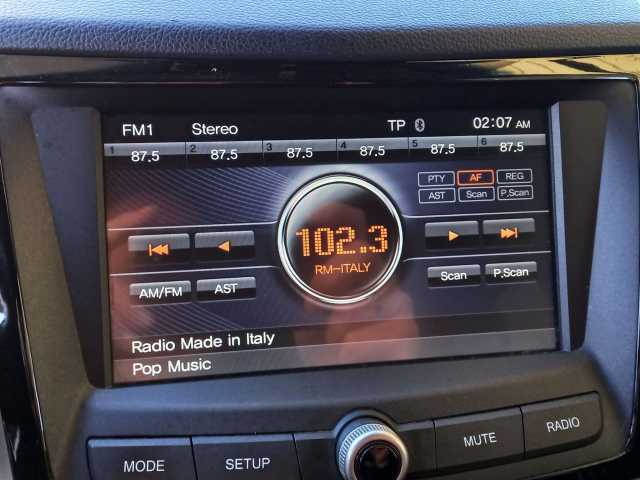 FM1 Stereo TP 02:07 AM
1 87.5 2 87.5 3 87.5 4 87.5 5 87.5 6 87.5
PTY AF REG
AST Scan P.Scan
102.3
RM-ITALY
AM/FM AST Scan P.Scan
Radio Made in Italy
Pop Music
MODE SETUP MUTE RADIO